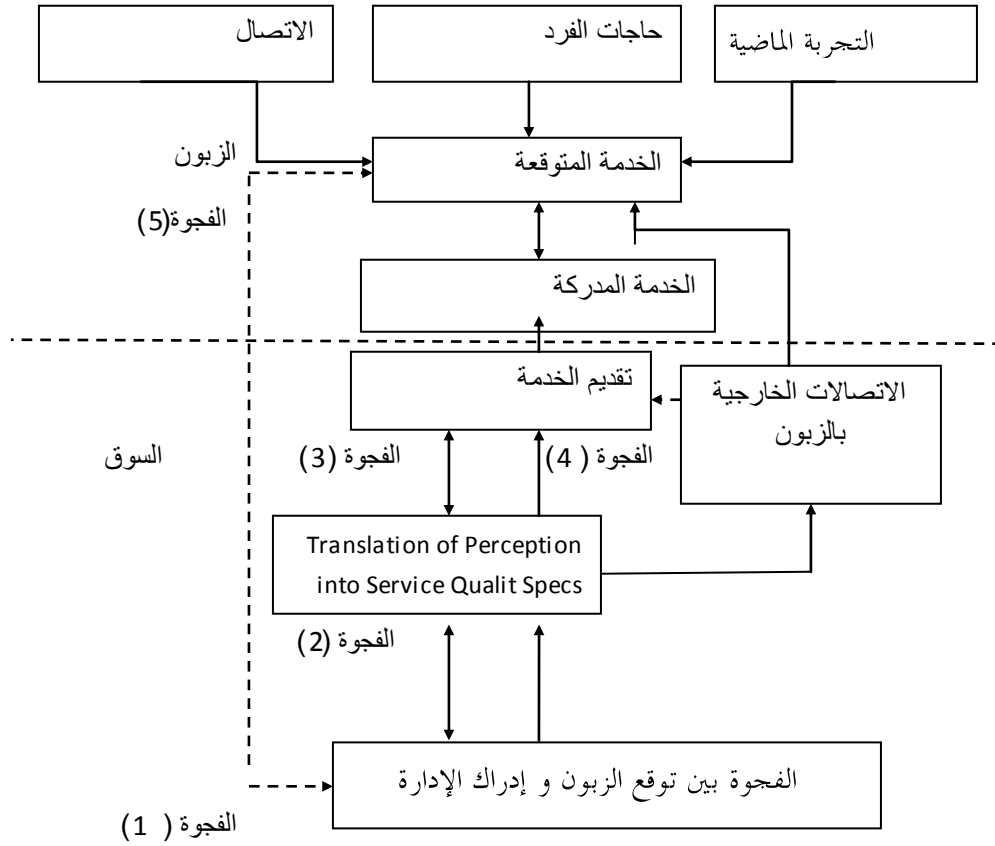 التجربة الماضية
حاجات الفرد
الاتصال
الخدمة المتوقعة
الزبون
الفجوة(5)
الخدمة المدركة
تقديم الخدمة
الاتصالات الخارجية
بالزبون
السوق
الفجوة ( 4)
الفجوة (3)
Translation of Perception
into Service Qualit Specs
الفجوة (2)
الفجوة بين توقع الزبون و إدراك الإدارة
الفجوة ( 1)